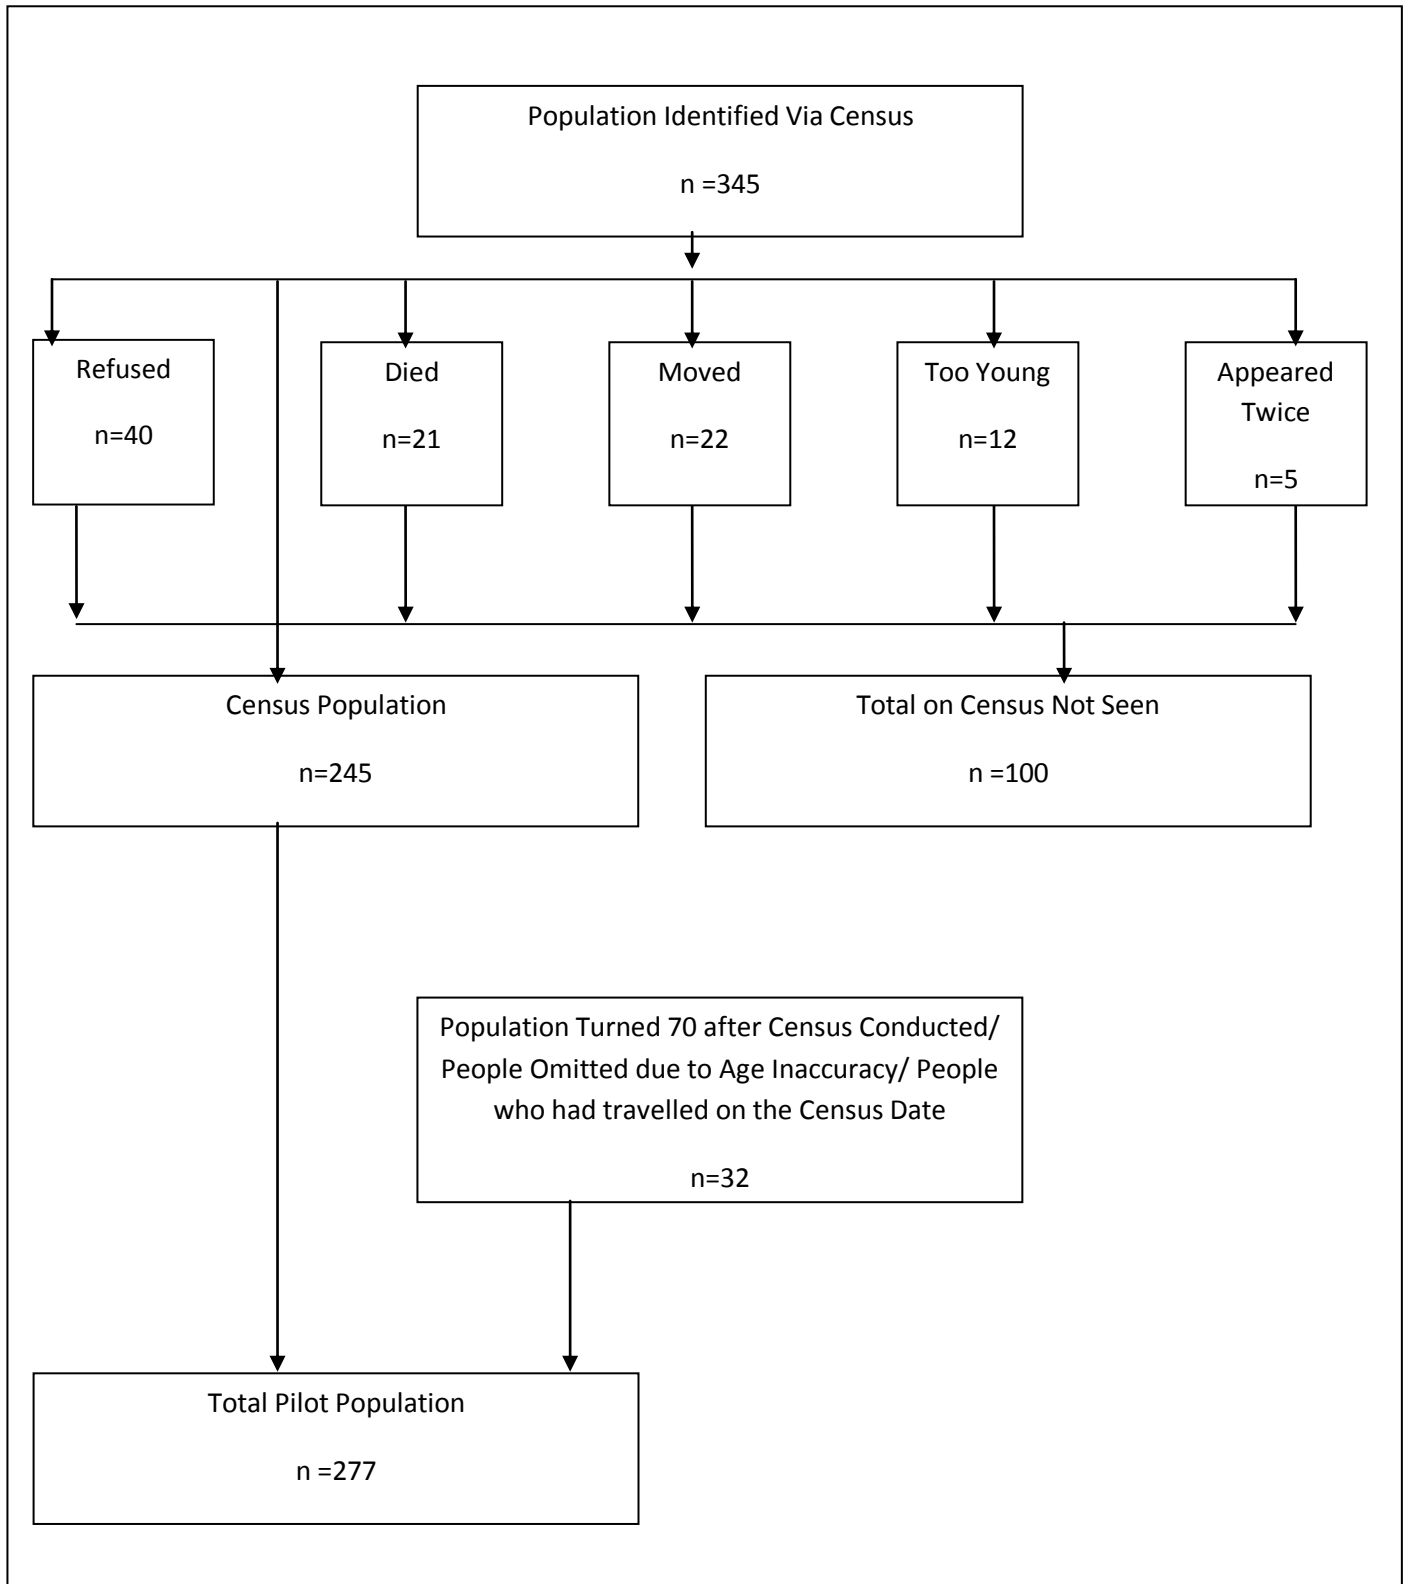 Population Identified Via Census
n =345
Refused
n=40
Died
n=21
Moved
n=22
Too Young
n=12
Appeared
Twice
n=5
Census Population
n=245
Total on Census Not Seen
n =100
Population Turned 70 after Census Conducted/
People Omitted due to Age Inaccuracy/ People
who had travelled on the Census Date
n=32
Total Pilot Population
n =277